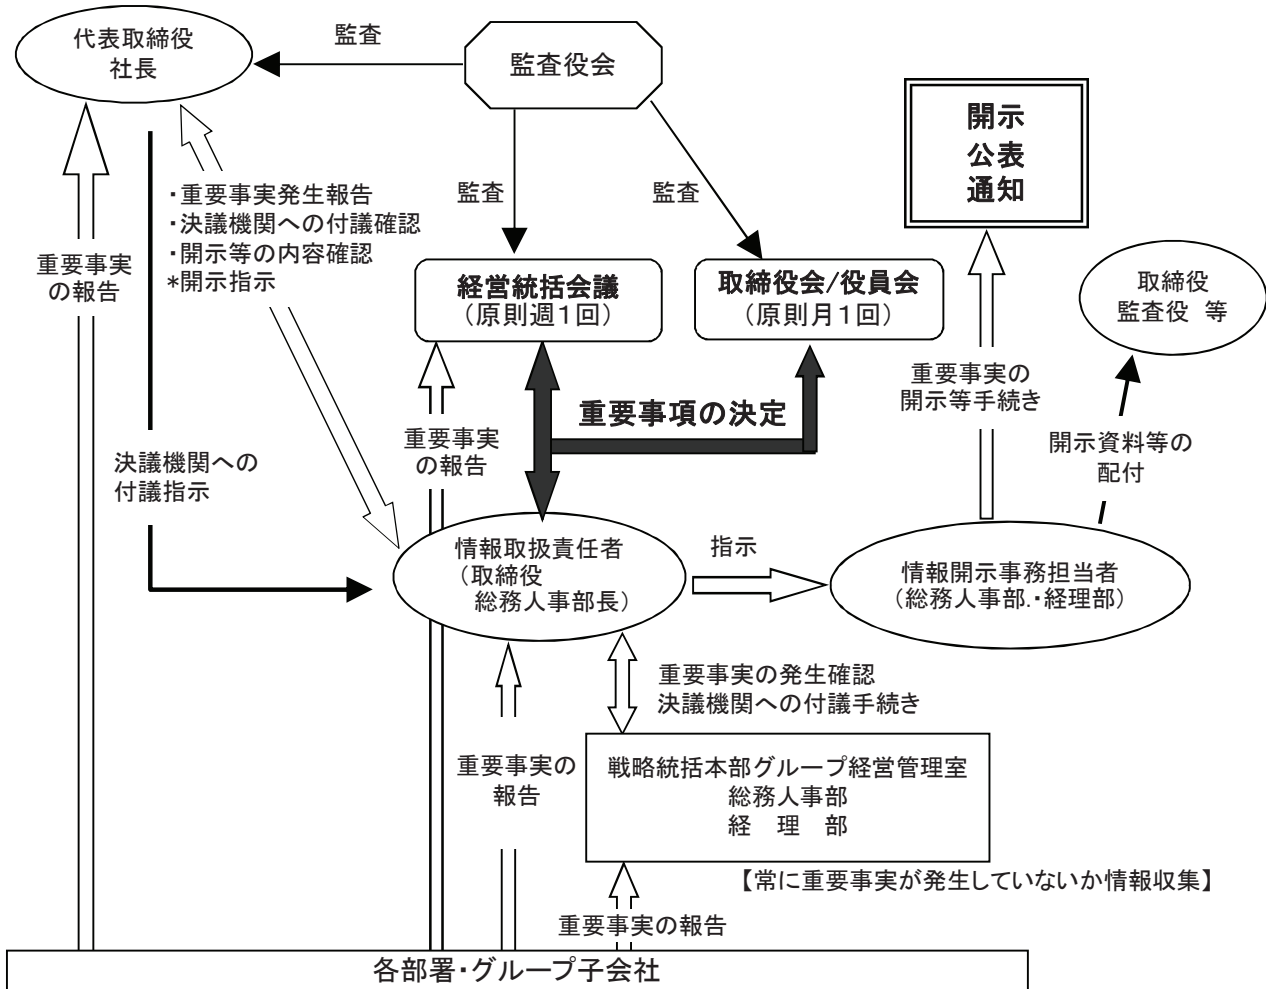 代表取締役
社長
監査
監査役会
開示
公表
通知
監査
監査
・重要事実発生報告
・決議機関への付議確認
・開示等の内容確認
*開示指示
重要事実
の報告
経営統括会議
（原則週１回）
取締役会/役員会
（原則月１回）
取締役
監査役 等
重要事実の
開示等手続き
重要事項の決定
重要事実
の報告
開示資料等の
配付
決議機関への
付議指示
情報取扱責任者
（取締役
総務人事部長）
指示
情報開示事務担当者
（総務人事部.・経理部）
重要事実の発生確認
決議機関への付議手続き
重要事実の
報告
戦略統括本部グループ経営管理室
総務人事部
経　理　部
【常に重要事実が発生していないか情報収集】
重要事実の報告
各部署・グループ子会社